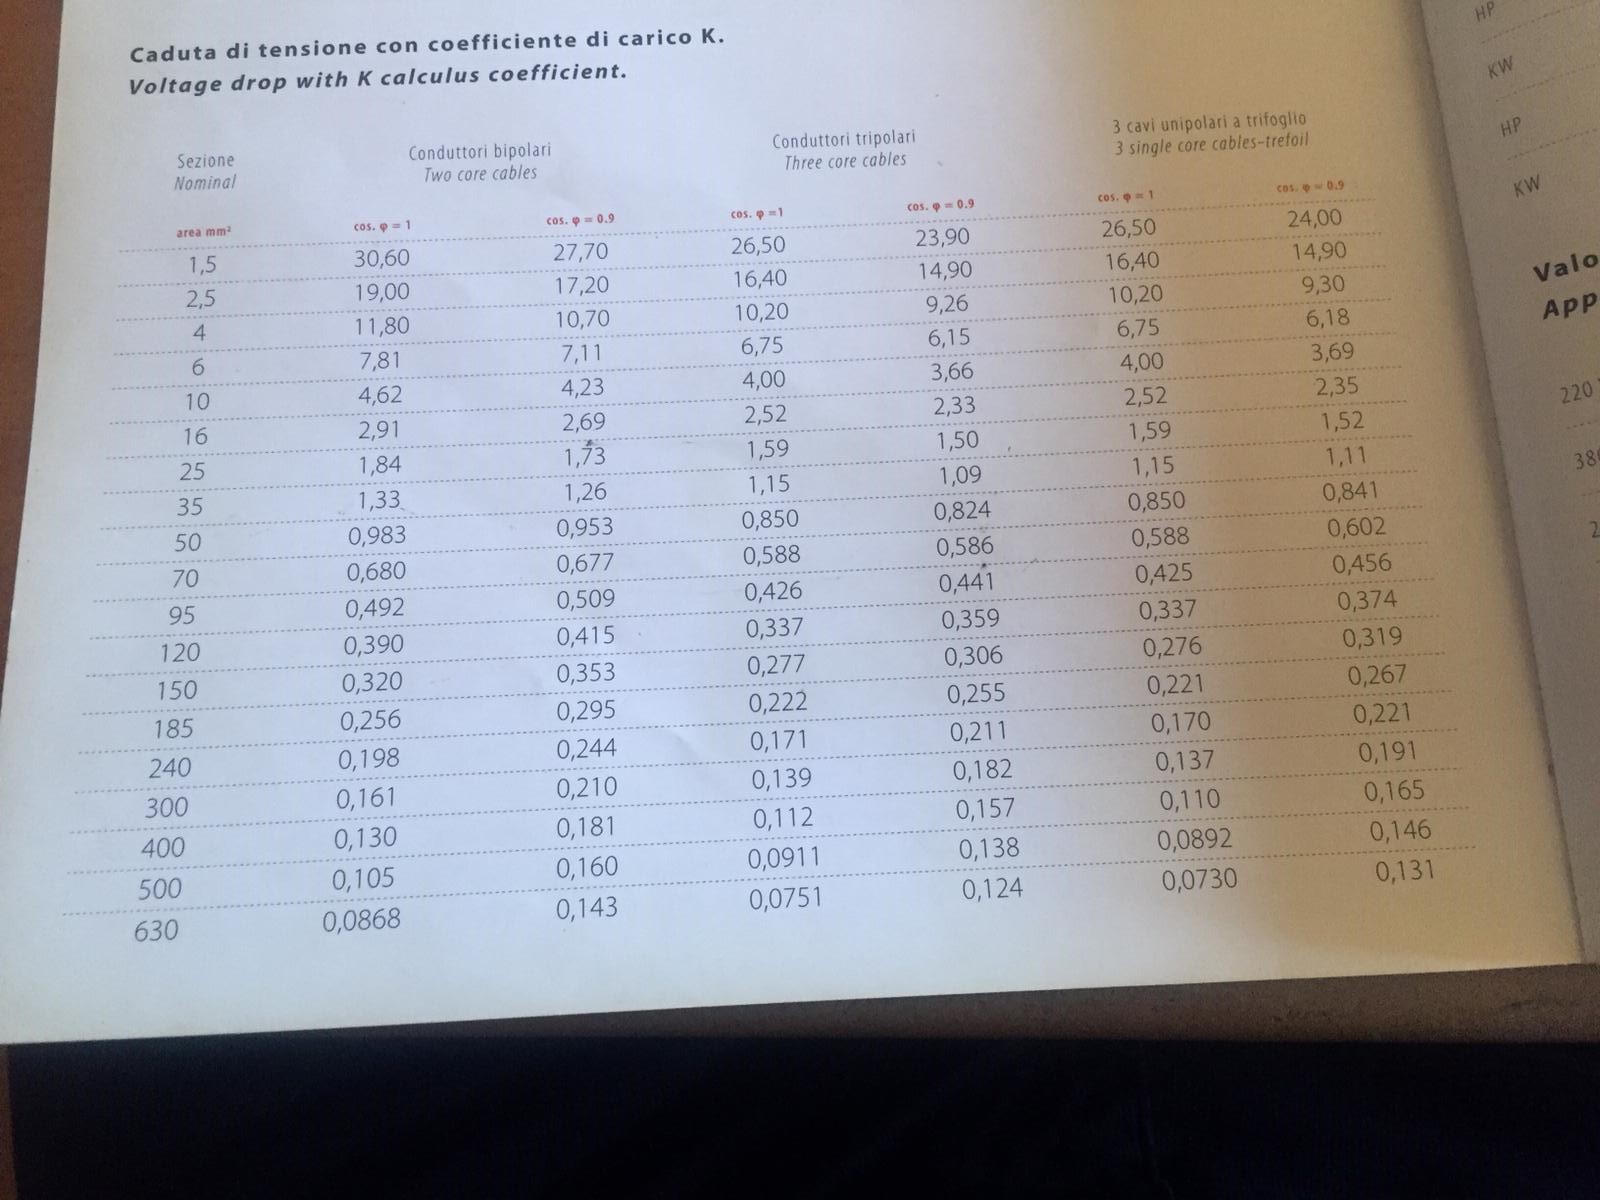 Caduta di tensione con coefficiente di carico K.
Voltage drop with K calculus coefficient.
Sezione Conduttori bipolari Conduttori tripolari 3 cavi unipolari a trifoglio
Nominal Two core cables Three core cables 3 single core cables-trefoil
area mm² cos. φ = 1 cos. φ = 0.9 cos. φ =1 cos. φ = 0.9 cos. φ = 1 cos. φ = 0.9
1,5 30,60 27,70 26,50 23,90 26,50 24,00
2,5 19,00 17,20 16,40 14,90 16,40 14,90
4 11,80 10,70 10,20 9,26 10,20 9,30
6 7,81 7,11 6,75 6,15 6,75 6,18
10 4,62 4,23 4,00 3,66 4,00 3,69
16 2,91 2,69 2,52 2,33 2,52 2,35
25 1,84 1,73 1,59 1,50 1,59 1,52
35 1,33 1,26 1,15 1,09 1,15 1,11
50 0,983 0,953 0,850 0,824 0,850 0,841
70 0,680 0,677 0,588 0,586 0,588 0,602
95 0,492 0,509 0,426 0,441 0,425 0,456
120 0,390 0,415 0,337 0,359 0,337 0,374
150 0,320 0,353 0,277 0,306 0,276 0,319
185 0,256 0,295 0,222 0,255 0,221 0,267
240 0,198 0,244 0,171 0,211 0,170 0,221
300 0,161 0,210 0,139 0,182 0,137 0,191
400 0,130 0,181 0,112 0,157 0,110 0,165
500 0,105 0,160 0,0911 0,138 0,0892 0,146
630 0,0868 0,143 0,0751 0,124 0,0730 0,131
HP
KW
HP
KW
Valo
App
220